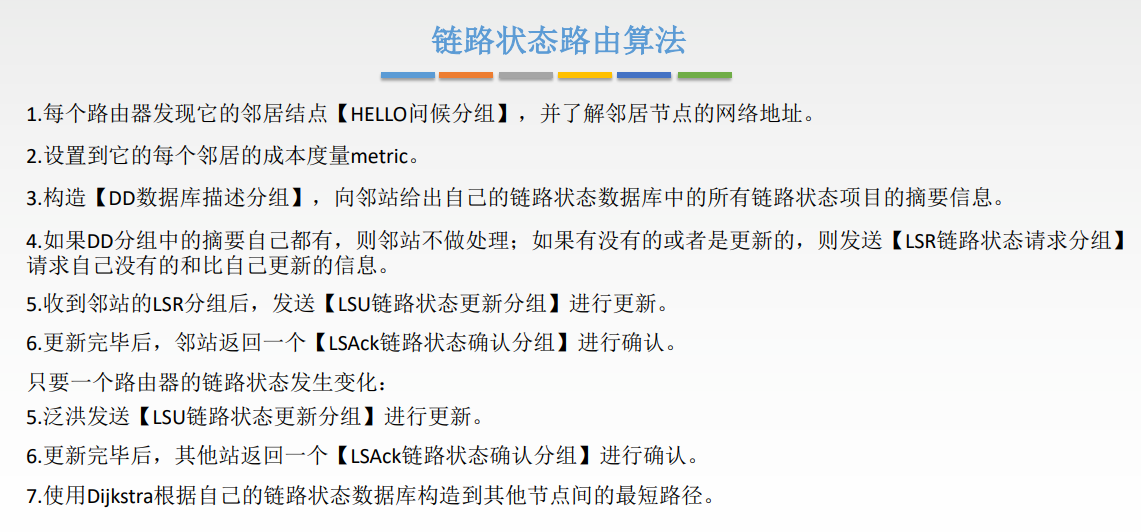 链路状态路由算法
1.每个路由器发现它的邻居结点【HELLO问候分组】，并了解邻居节点的网络地址。
2.设置到它的每个邻居的成本度量metric。
3.构造【DD数据库描述分组】，向邻站给出自己的链路状态数据库中的所有链路状态项目的摘要信息。
4.如果DD分组中的摘要自己都有，则邻站不做处理；如果有没有的或者是更新的，则发送【LSR链路状态请求分组】
请求自己没有的和比自己更新的信息。
5.收到邻站的LSR分组后，发送【LSU链路状态更新分组】进行更新。
6.更新完毕后，邻站返回一个【LSAck链路状态确认分组】进行确认。
只要一个路由器的链路状态发生变化：
5.泛洪发送【LSU链路状态更新分组】进行更新。
6.更新完毕后，其他站返回一个【LSAck链路状态确认分组】进行确认。
7.使用Dijkstra根据自己的链路状态数据库构造到其他节点间的最短路径。